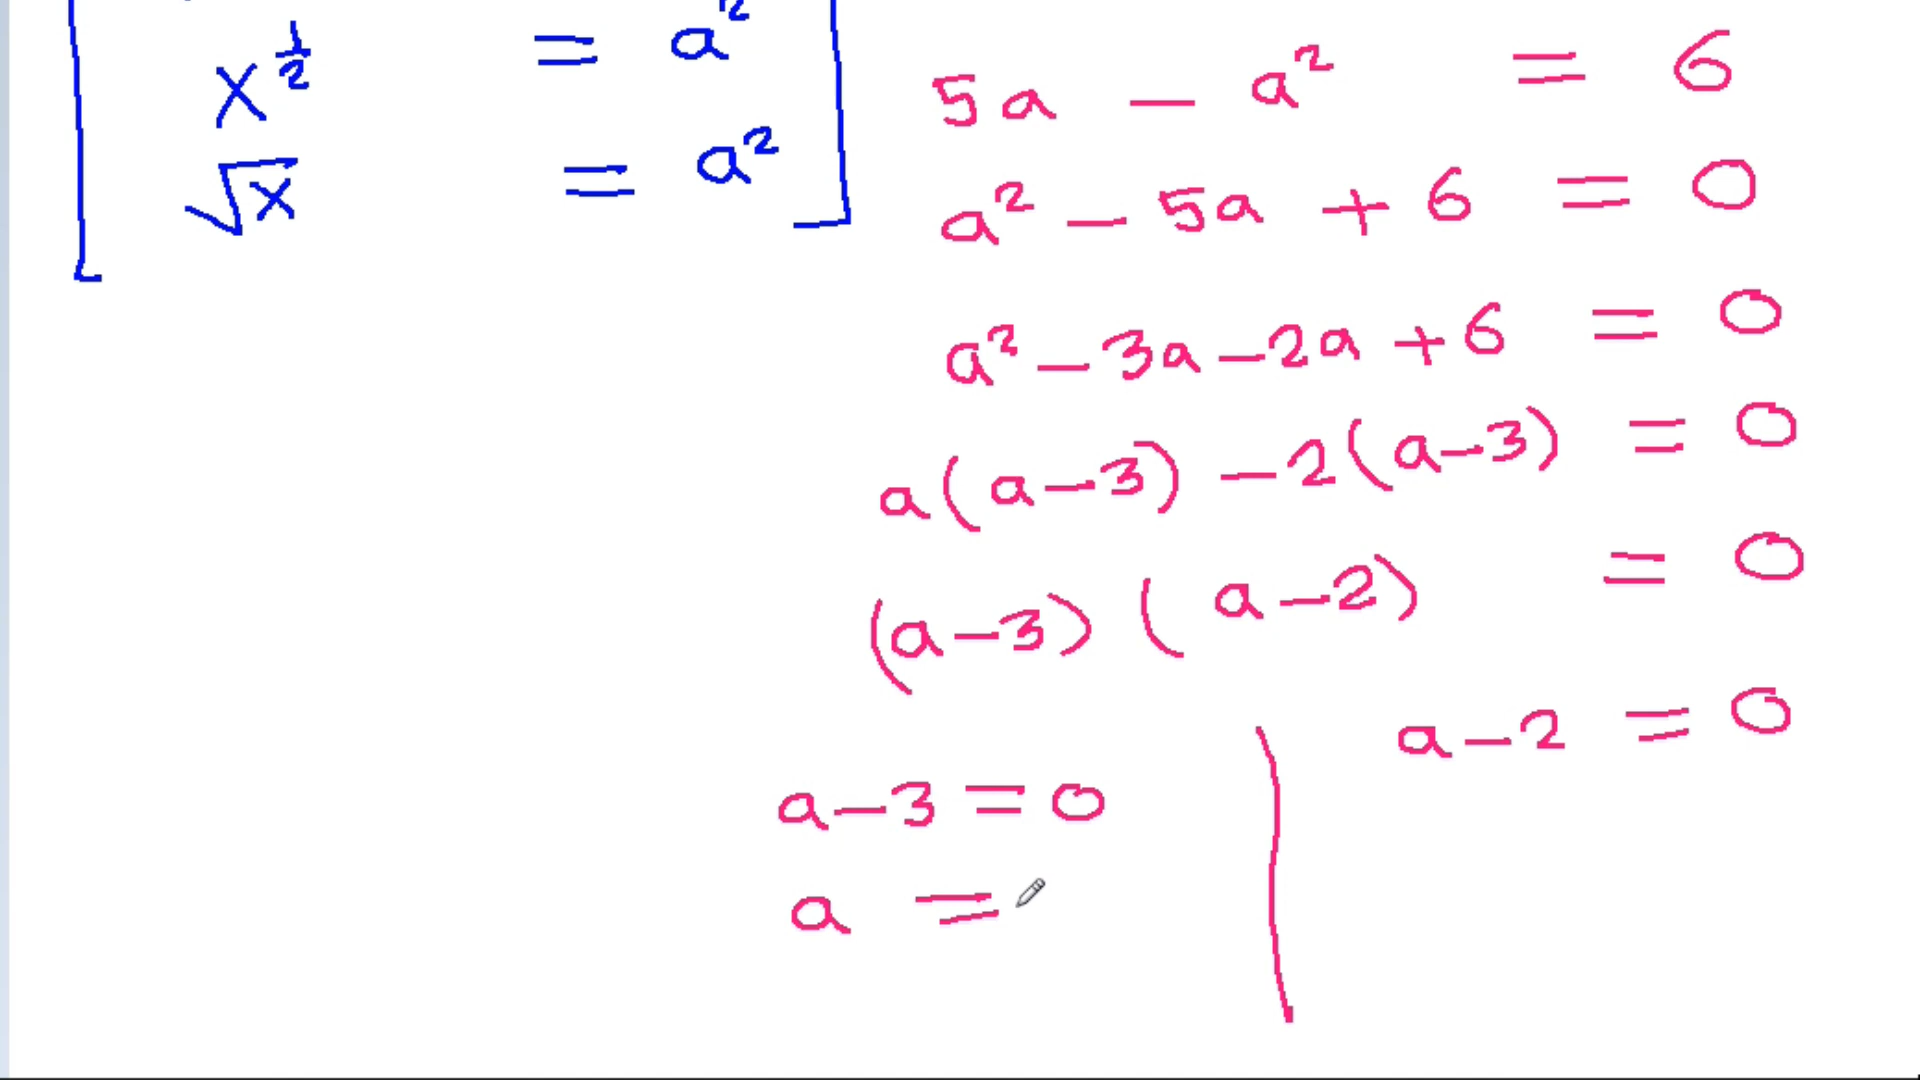 x^{1/2} = a^2
√x = a^2
5a - a^2 = 6
a^2 - 5a + 6 = 0
a^2 - 3a - 2a + 6 = 0
a(a-3) - 2(a-3) = 0
(a-3)(a-2) = 0
a-3=0
a =
a-2 = 0